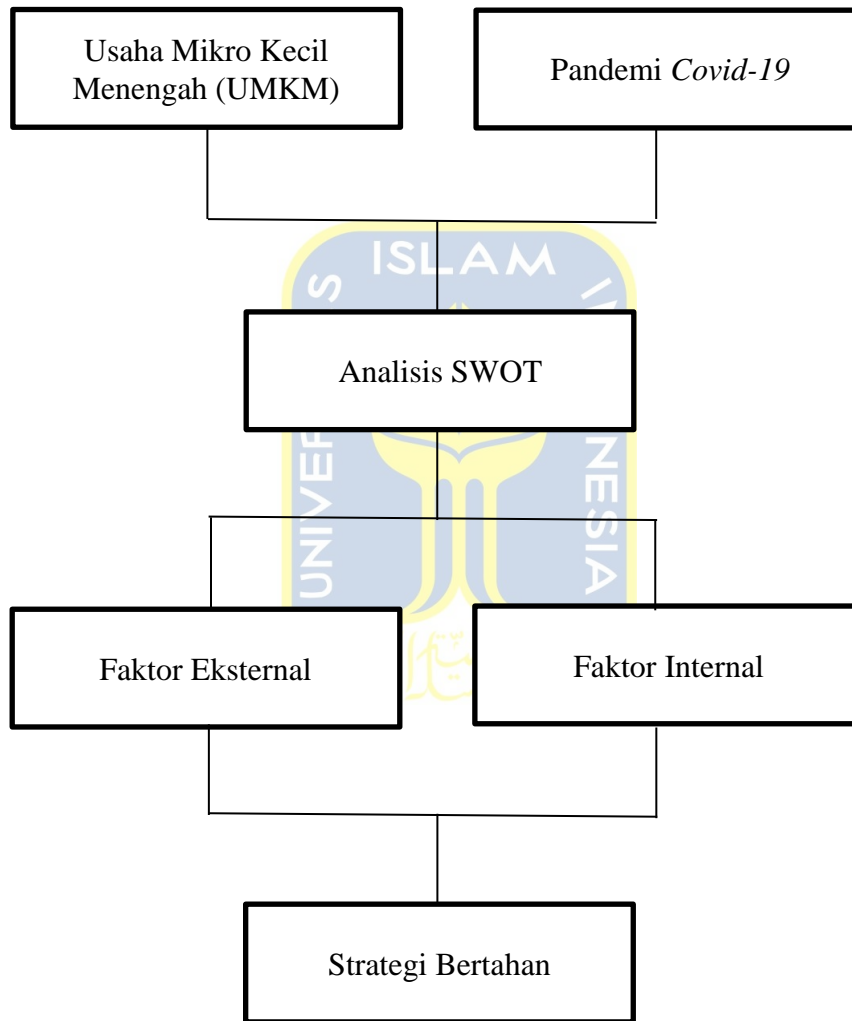 Usaha Mikro Kecil
Menengah (UMKM)
Pandemi Covid-19
ISLAM
Analisis SWOT
Faktor Eksternal
Faktor Internal
Strategi Bertahan